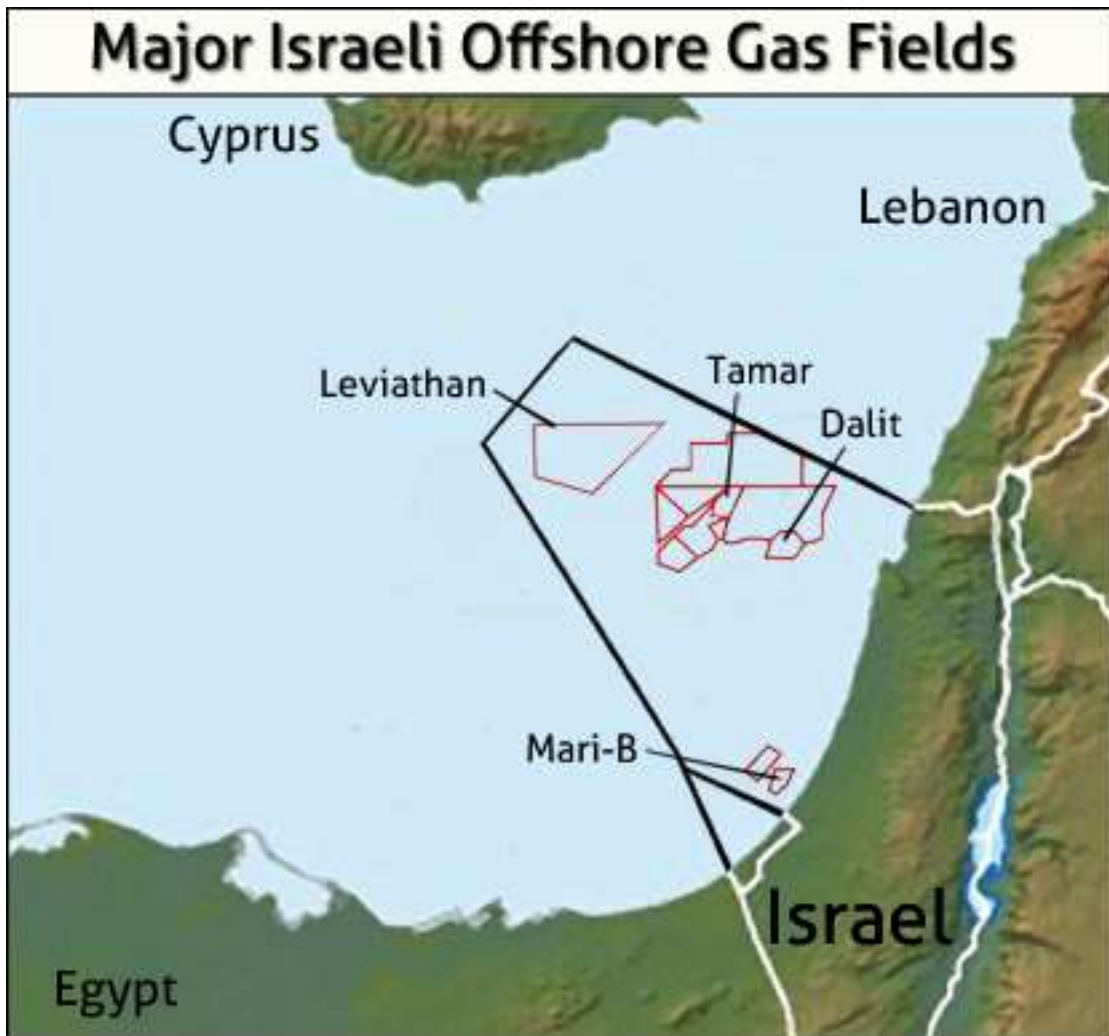 Major Israeli Offshore Gas Fields
Cyprus
Lebanon
Leviathan
Tamar
Dalit
Mari-B
Israel
Egypt